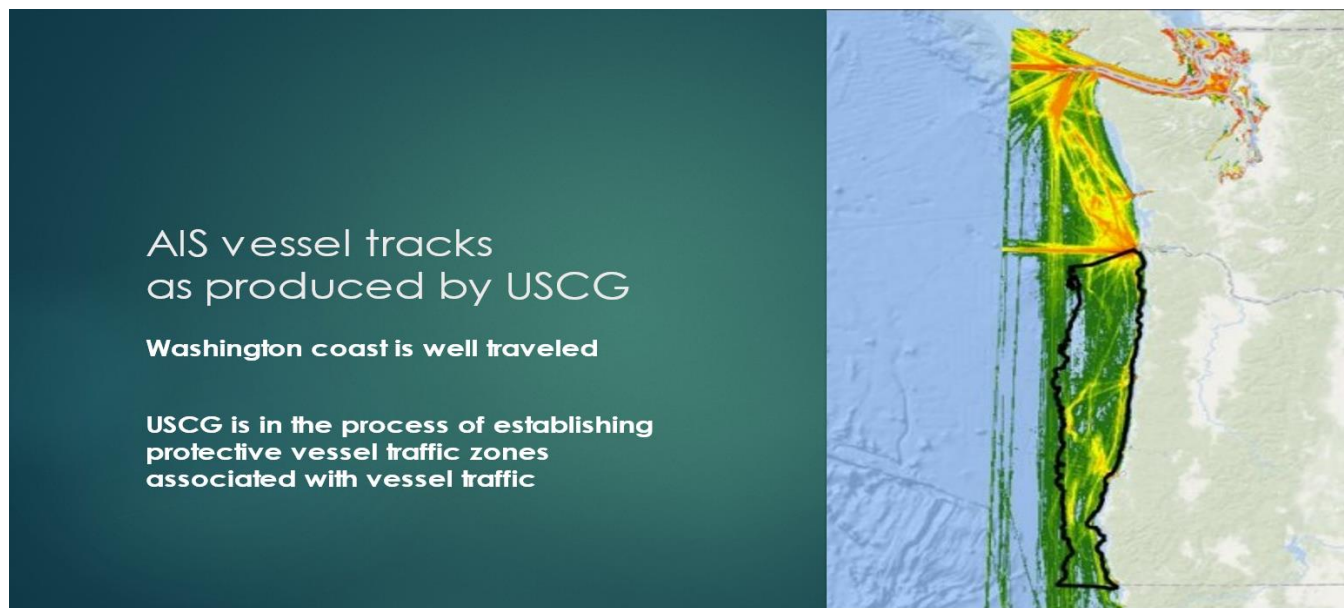 AIS vessel tracks
as produced by USCG
Washington coast is well traveled
USCG is in the process of establishing
protective vessel traffic zones
associated with vessel traffic